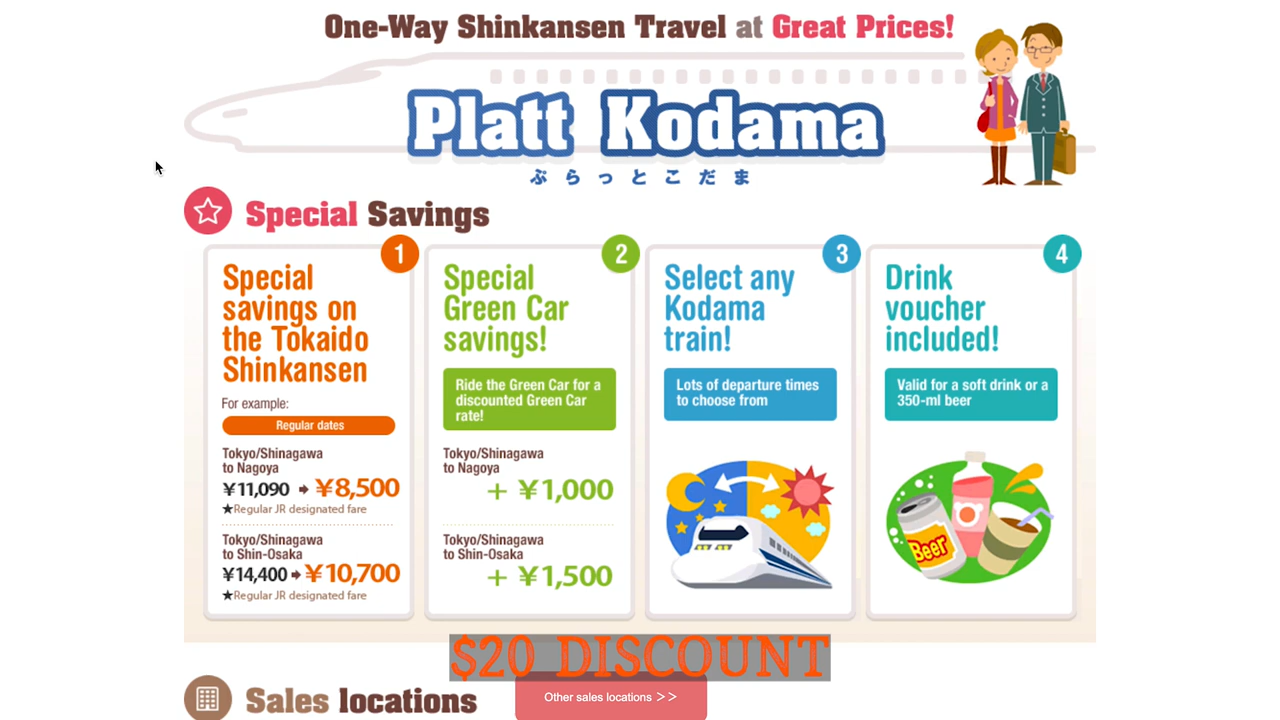 One-Way Shinkansen Travel at Great Prices!
Platt Kodama
ぷらっとこだま
Special Savings
1
Special
savings on
the Tokaido
Shinkansen
For example:
Regular dates
Tokyo/Shinagawa
to Nagoya
¥11,090 → ¥8,500
★Regular JR designated fare
Tokyo/Shinagawa
to Shin-Osaka
¥14,400 → ¥10,700
★Regular JR designated fare
2
Special
Green Car
savings!
Ride the Green Car for a
discounted Green Car
rate!
Tokyo/Shinagawa
to Nagoya
+ ¥1,000
Tokyo/Shinagawa
to Shin-Osaka
+ ¥1,500
3
Select any
Kodama
train!
Lots of departure times
to choose from
4
Drink
voucher
included!
Valid for a soft drink or a
350-ml beer
Beer
$20 DISCOUNT
Sales locations
Other sales locations >>